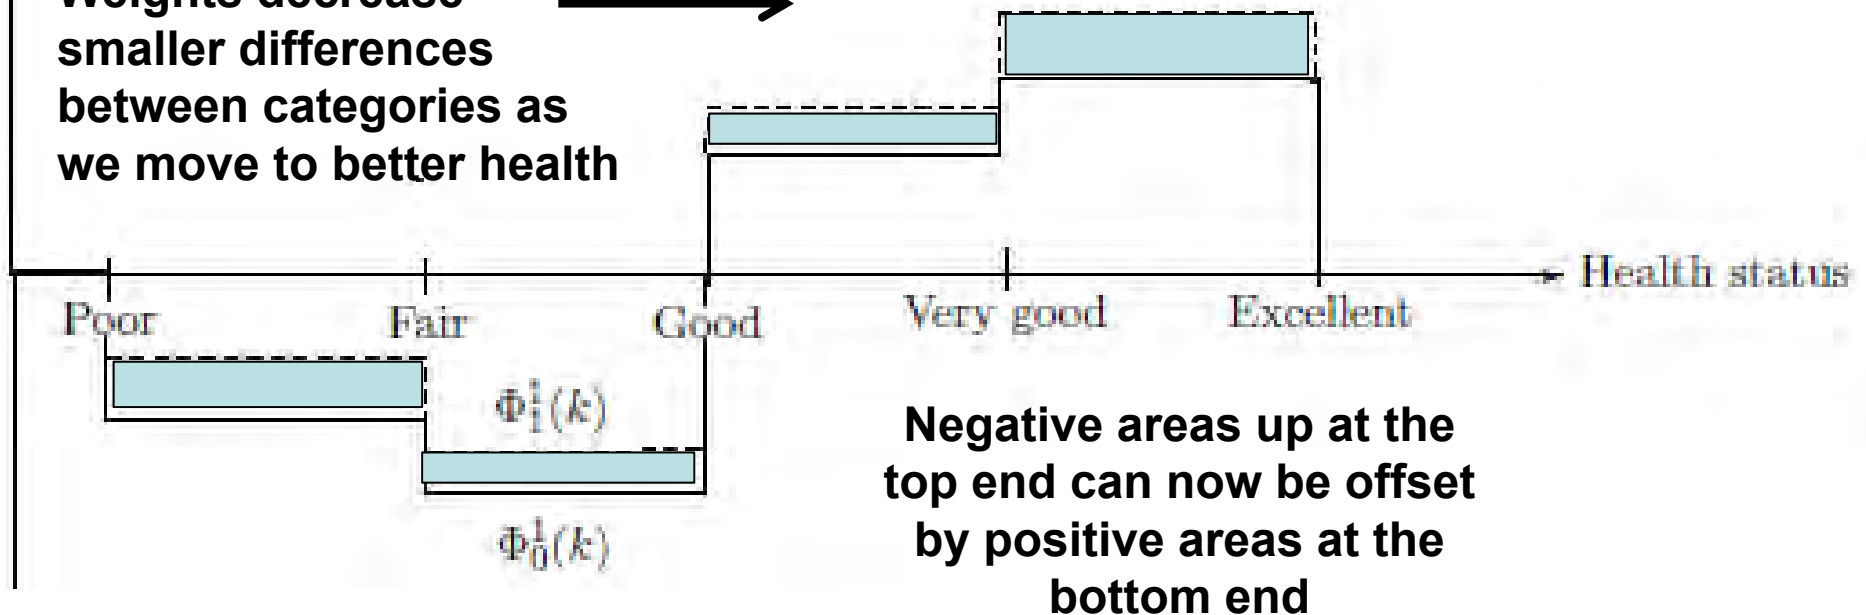 Weights decrease
smaller differences
between categories as
we move to better health
Health status
Poor
Fair
Good
Very good
Excellent
Φ¹₁(k)
Φ¹₀(k)
Negative areas up at the
top end can now be offset
by positive areas at the
bottom end